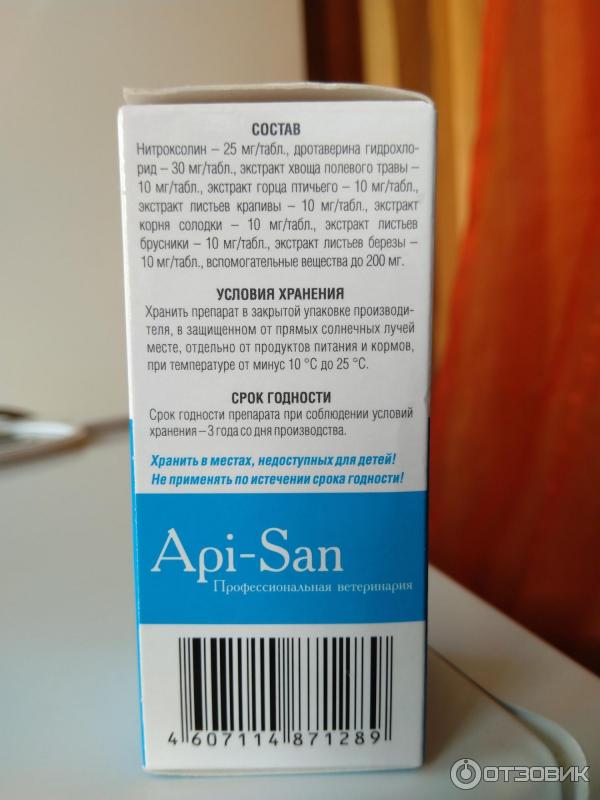 СОСТАВ
Нитроксолин – 25 мг/табл., дротаверина гидрохло-
рид – 30 мг/табл., экстракт хвоща полевого травы –
10 мг/табл., экстракт горца птичьего – 10 мг/табл.,
экстракт листьев крапивы – 10 мг/табл., экстракт
корня солодки – 10 мг/табл., экстракт листьев
брусники – 10 мг/табл., экстракт листьев березы –
10 мг/табл., вспомогательные вещества до 200 мг.
УСЛОВИЯ ХРАНЕНИЯ
Хранить препарат в закрытой упаковке производи-
теля, в защищенном от прямых солнечных лучей
месте, отдельно от продуктов питания и кормов,
при температуре от минус 10 °С до 25 °С.
СРОК ГОДНОСТИ
Срок годности препарата при соблюдении условий
хранения – 3 года со дня производства.
Хранить в местах, недоступных для детей!
Не применять по истечении срока годности!
Api-San
Профессиональная ветеринария
4 607114 871289
ОТЗОВИК